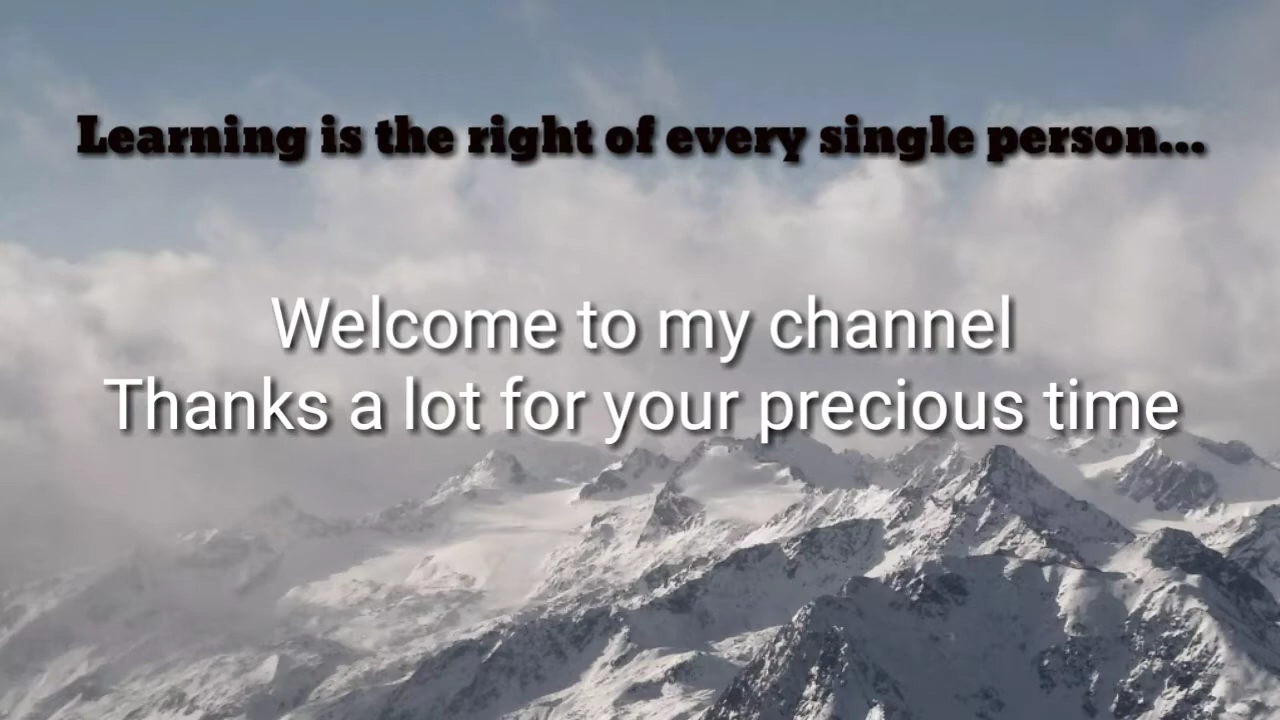 Learning is the right of every single person...
Welcome to my channel
Thanks a lot for your precious time